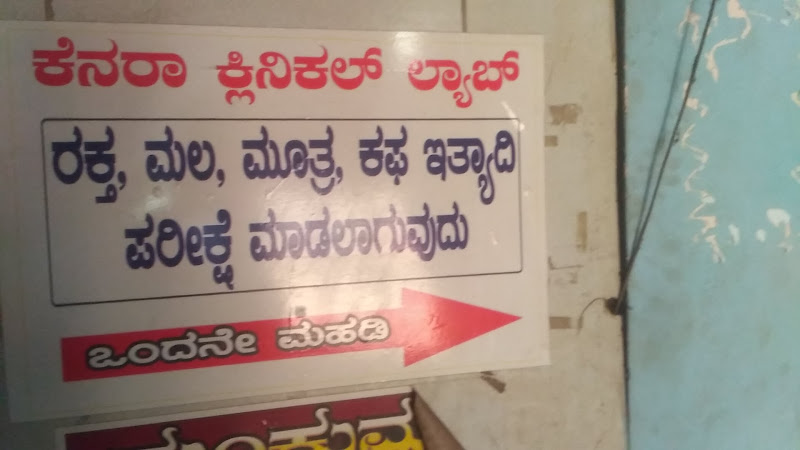 ಕೆನರಾ ಕ್ಲಿನಿಕಲ್ ಲ್ಯಾಬ್
ರಕ್ತ, ಮಲ, ಮೂತ್ರ, ಕಫ ಇತ್ಯಾದಿ
ಪರೀಕ್ಷೆ ಮಾಡಲಾಗುವುದು
ಒಂದನೇ ಮಹಡಿ